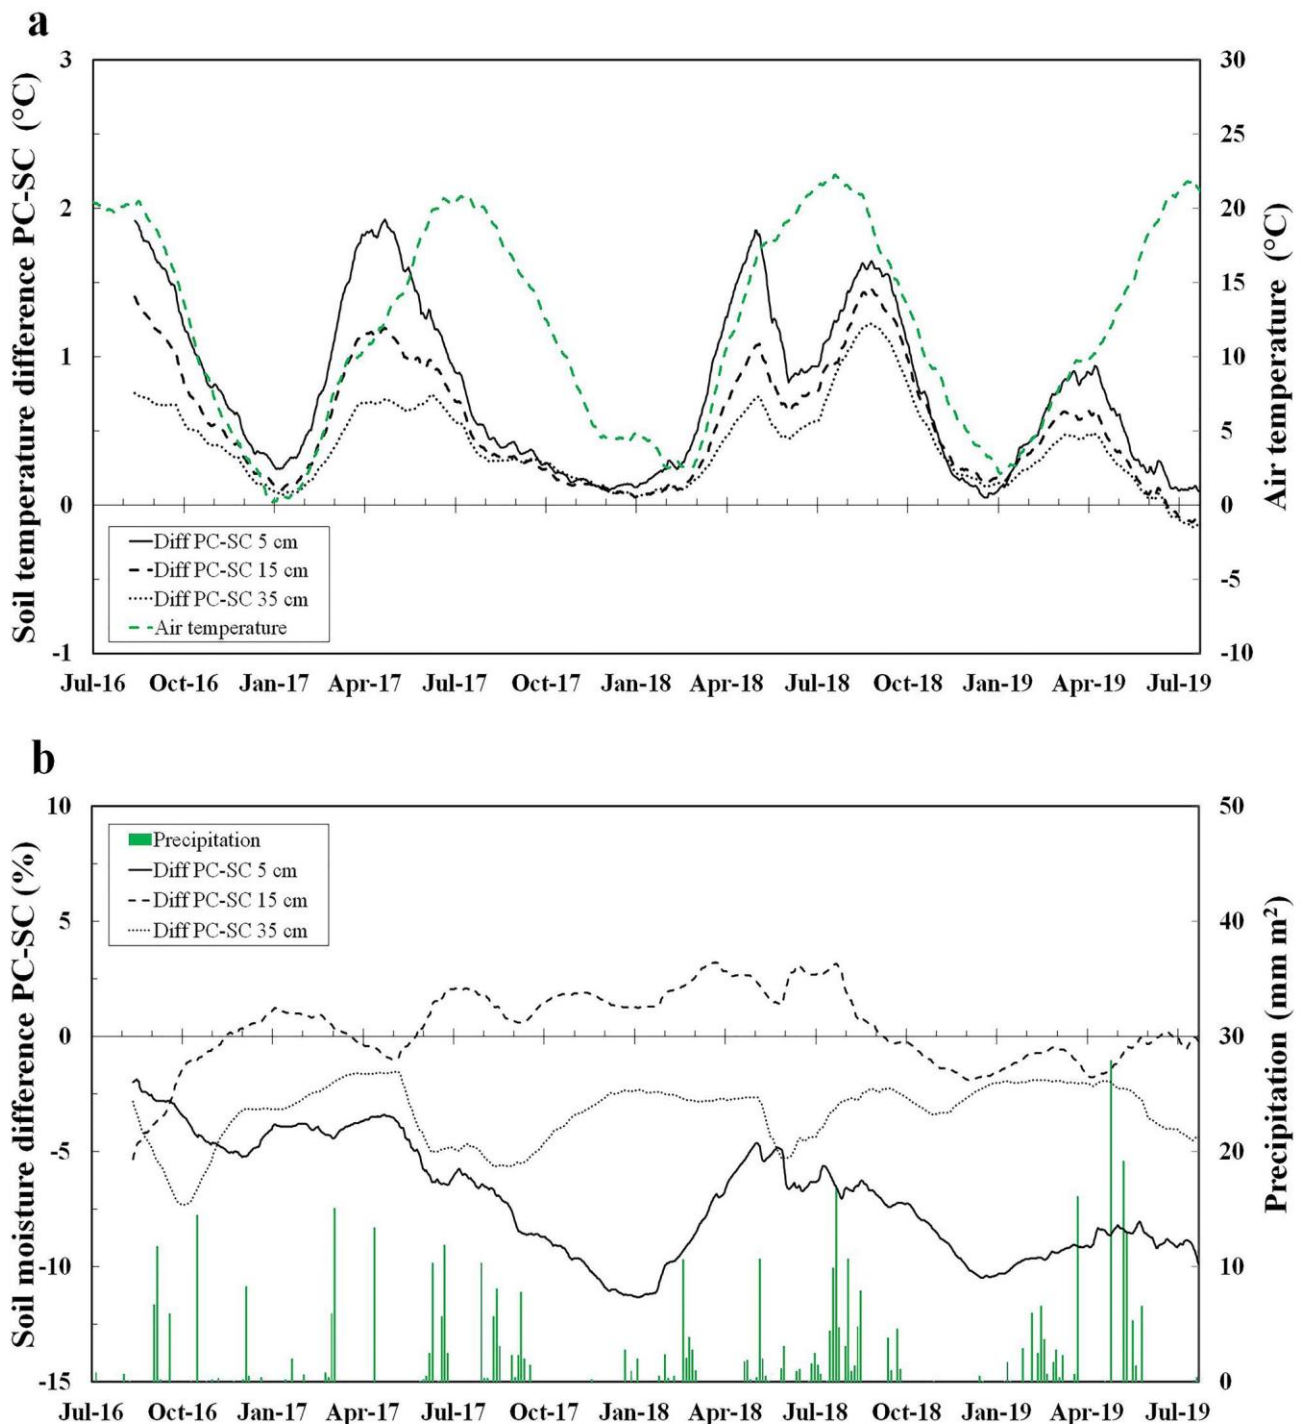 a
Soil temperature difference PC-SC (°C)
3
2
1
0
-1
30
25
20
15
10
5
0
-5
-10
Air temperature (°C)
Diff PC-SC 5 cm
Diff PC-SC 15 cm
Diff PC-SC 35 cm
Air temperature
Jul-16 Oct-16 Jan-17 Apr-17 Jul-17 Oct-17 Jan-18 Apr-18 Jul-18 Oct-18 Jan-19 Apr-19 Jul-19
b
Soil moisture difference PC-SC (%)
10
5
0
-5
-10
-15
50
40
30
20
10
0
Precipitation (mm m²)
Precipitation
Diff PC-SC 5 cm
Diff PC-SC 15 cm
Diff PC-SC 35 cm
Jul-16 Oct-16 Jan-17 Apr-17 Jul-17 Oct-17 Jan-18 Apr-18 Jul-18 Oct-18 Jan-19 Apr-19 Jul-19